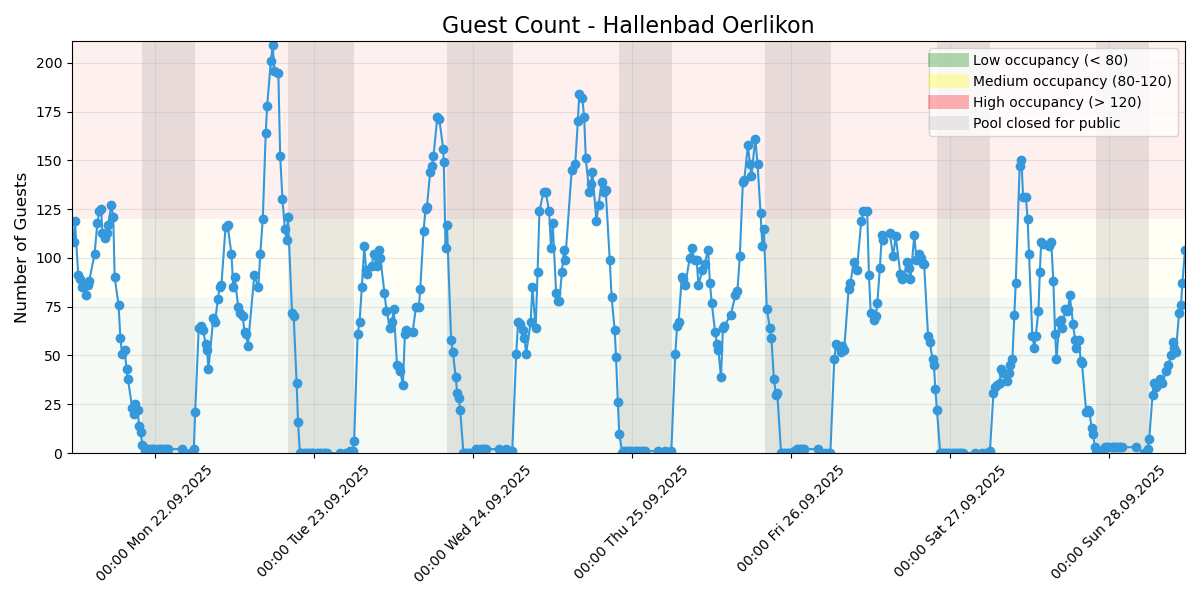 Guest Count - Hallenbad Oerlikon
Number of Guests
200
175
150
125
100
75
50
25
0
Low occupancy (< 80)
Medium occupancy (80-120)
High occupancy (> 120)
Pool closed for public
00:00 Mon 22.09.2025
00:00 Tue 23.09.2025
00:00 Wed 24.09.2025
00:00 Thu 25.09.2025
00:00 Fri 26.09.2025
00:00 Sat 27.09.2025
00:00 Sun 28.09.2025